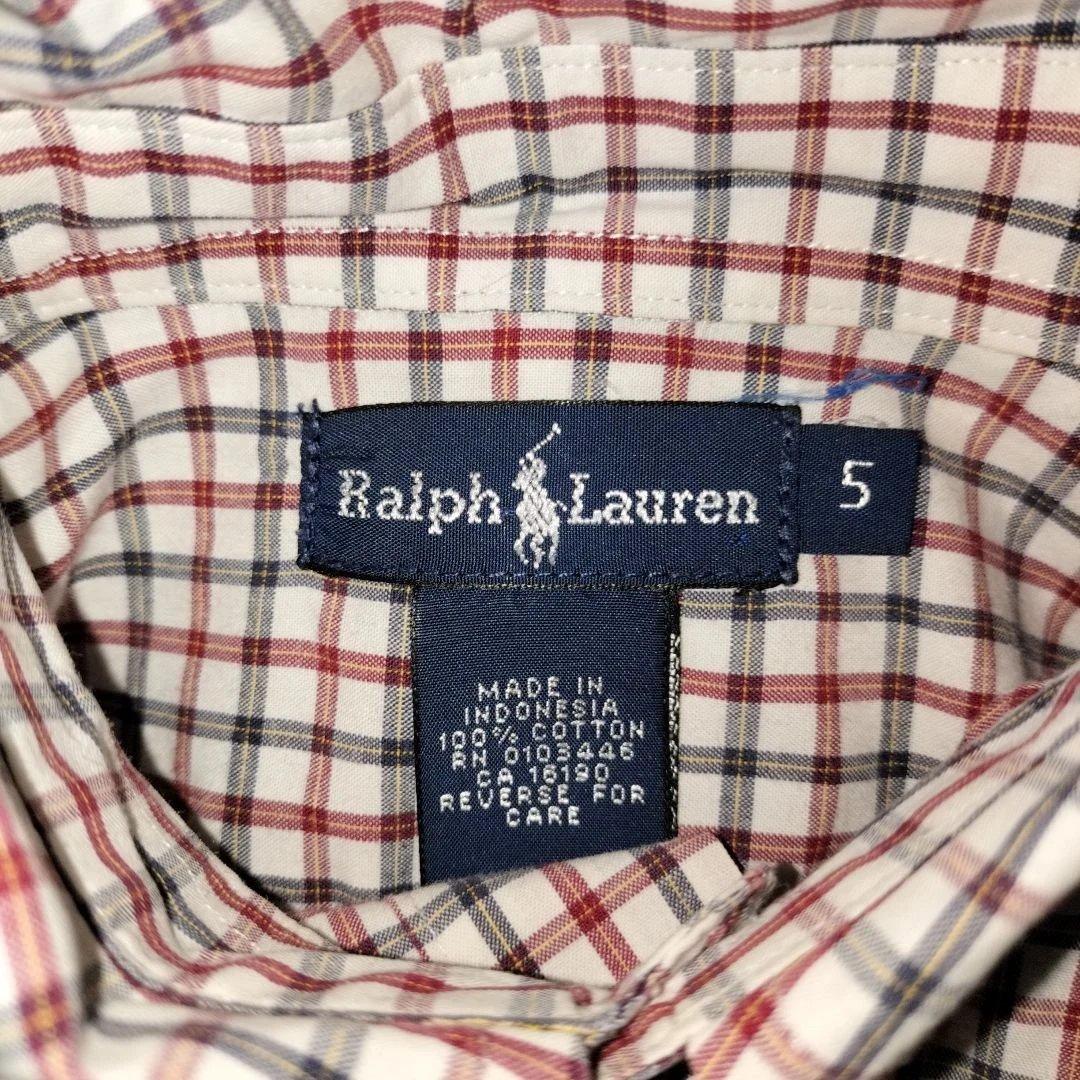 Ralph Lauren
5
MADE IN
INDONESIA
100% COTTON
RN 0103446
CA 16190
REVERSE FOR
CARE